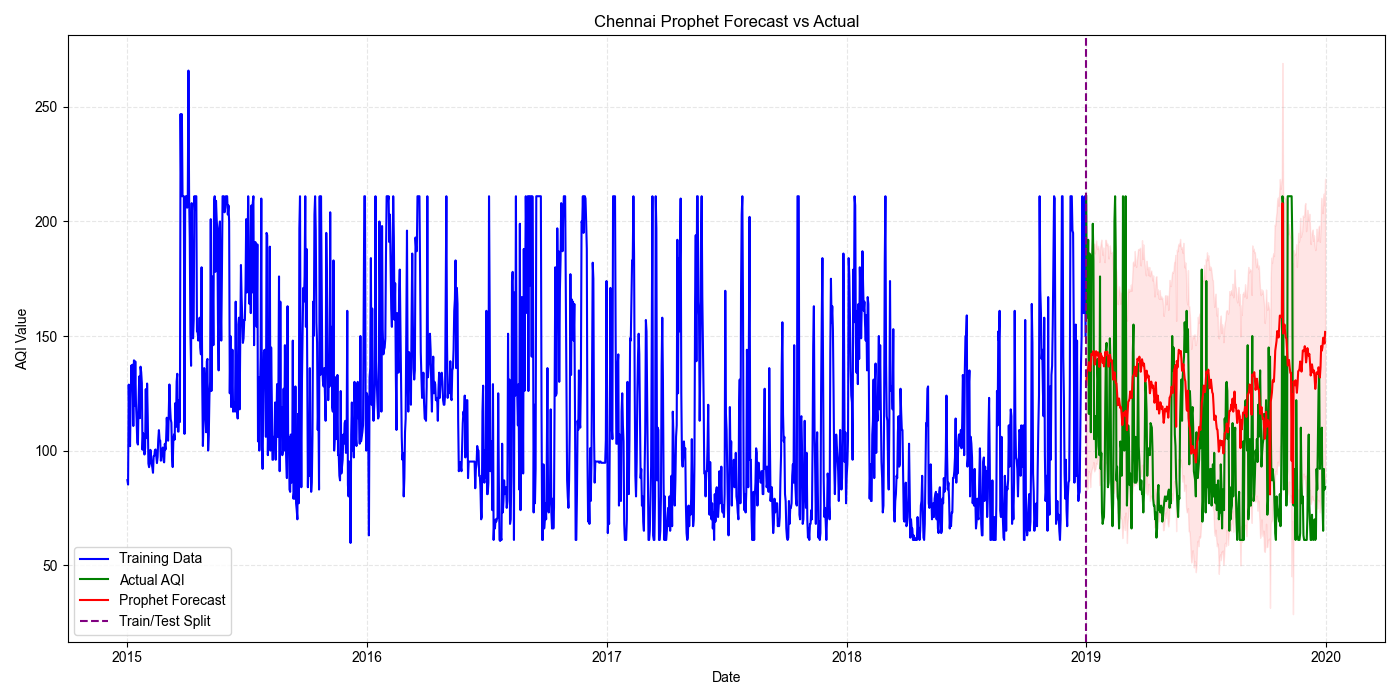 Chennai Prophet Forecast vs Actual
AQI Value
250
200
150
100
50
Training Data
Actual AQI
Prophet Forecast
Train/Test Split
2015
2016
2017
2018
2019
2020
Date